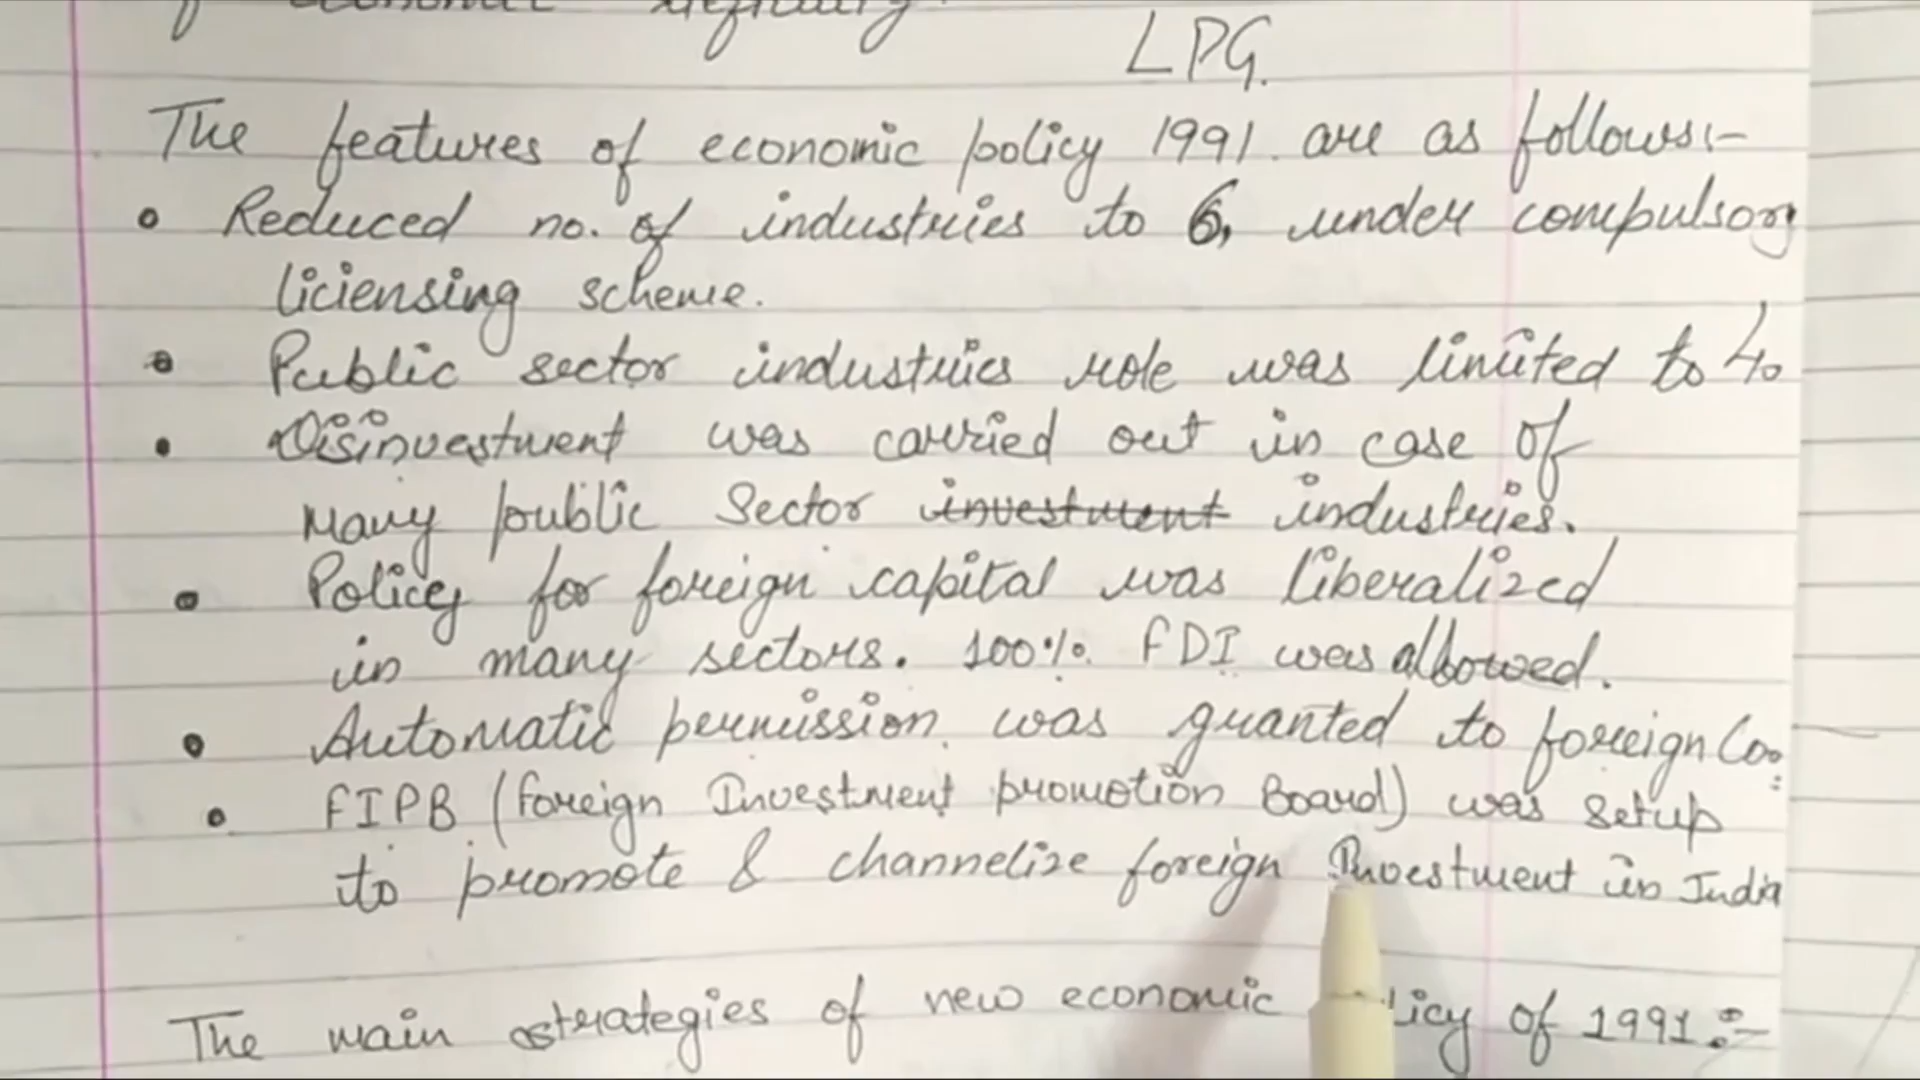 of economic
LPG.
The features of economic policy 1991. are as follows:-
• Reduced no. of industries to 6, under compulsory
liciensing scheme.
• Public sector industries role was limited to 4.
• Disinvestment was carried out in case of
many public Sector investment industries.
• Policy for foreign capital was liberalized
in many sectors. 100% FDI was allowed.
• Automatic permission was granted to foreign Co.
• FIPB (foreign Investment promotion Board) was setup
to promote & channelize foreign Investment in India
The main strategies of new economic licy of 1991:-